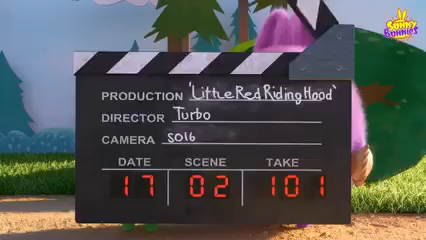 SUNNY
BUNNIES
PRODUCTION 'Little Red Riding Hood'
DIRECTOR Turbo
CAMERA S016
DATE SCENE TAKE
17 02 101